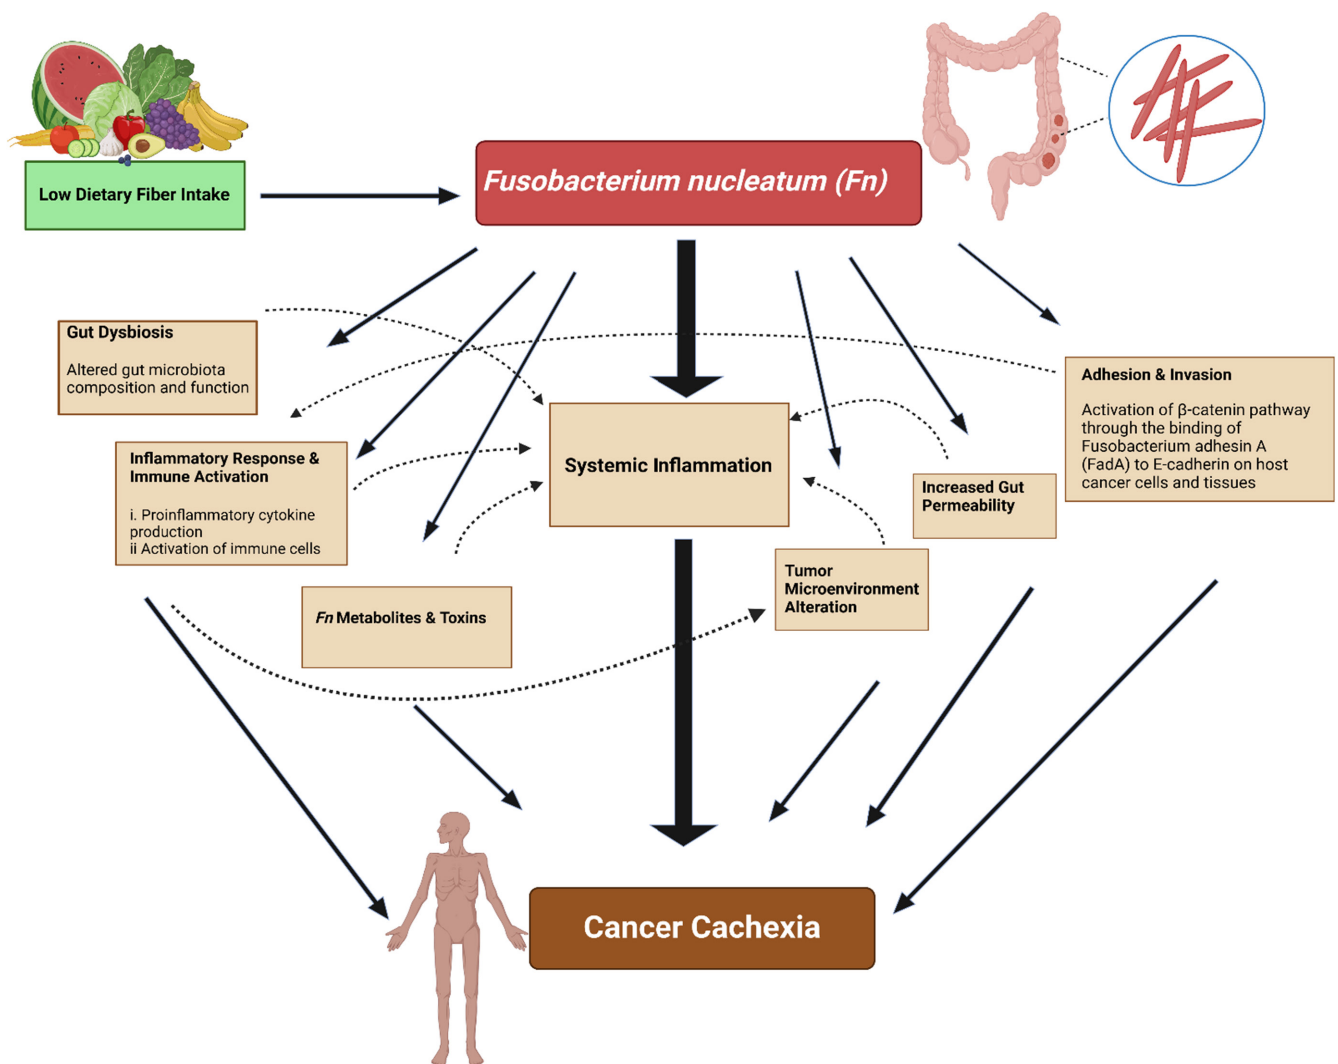 Low Dietary Fiber Intake
Fusobacterium nucleatum (Fn)
Gut Dysbiosis
Altered gut microbiota
composition and function
Adhesion & Invasion
Activation of β-catenin pathway
through the binding of
Fusobacterium adhesin A
(FadA) to E-cadherin on host
cancer cells and tissues
Inflammatory Response &
Immune Activation
i. Proinflammatory cytokine
production
ii Activation of immune cells
Systemic Inflammation
Increased Gut
Permeability
Fn Metabolites & Toxins
Tumor
Microenvironment
Alteration
Cancer Cachexia